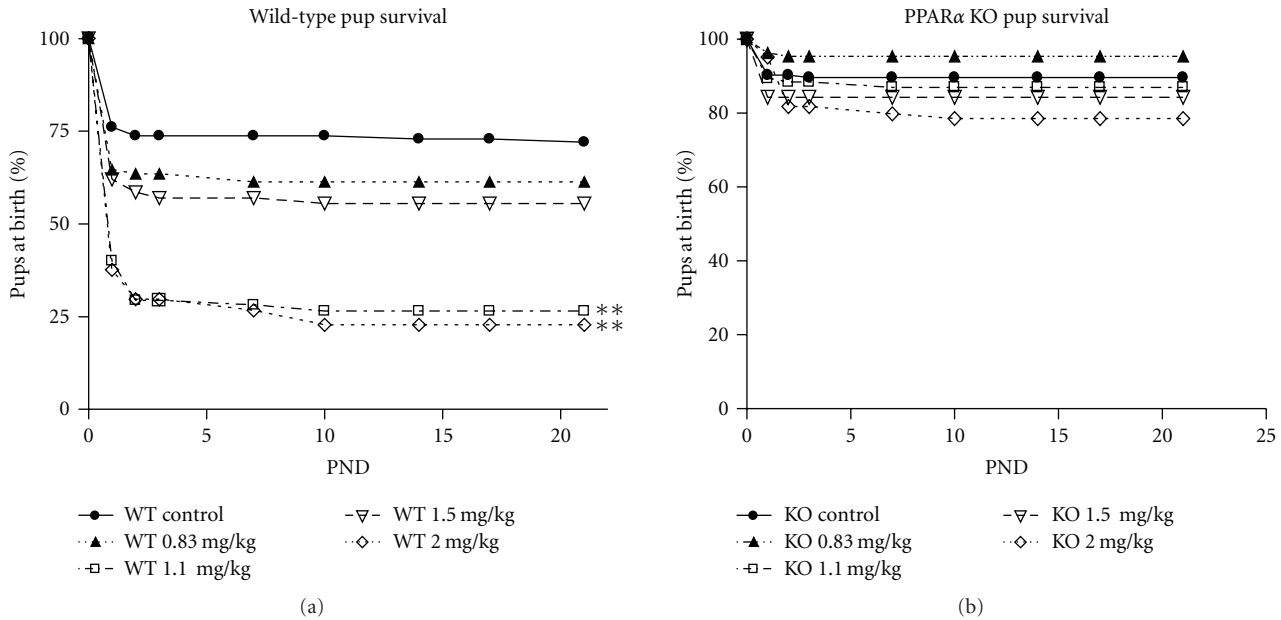 Wild-type pup survival
100
75
50
25
0
Pups at birth (%)
**
**
0 5 10 15 20
PND
WT control
WT 0.83 mg/kg
WT 1.1 mg/kg
WT 1.5 mg/kg
WT 2 mg/kg
(a)
PPARα KO pup survival
100
80
60
40
20
0
Pups at birth (%)
0 5 10 15 20 25
PND
KO control
KO 0.83 mg/kg
KO 1.1 mg/kg
KO 1.5 mg/kg
KO 2 mg/kg
(b)